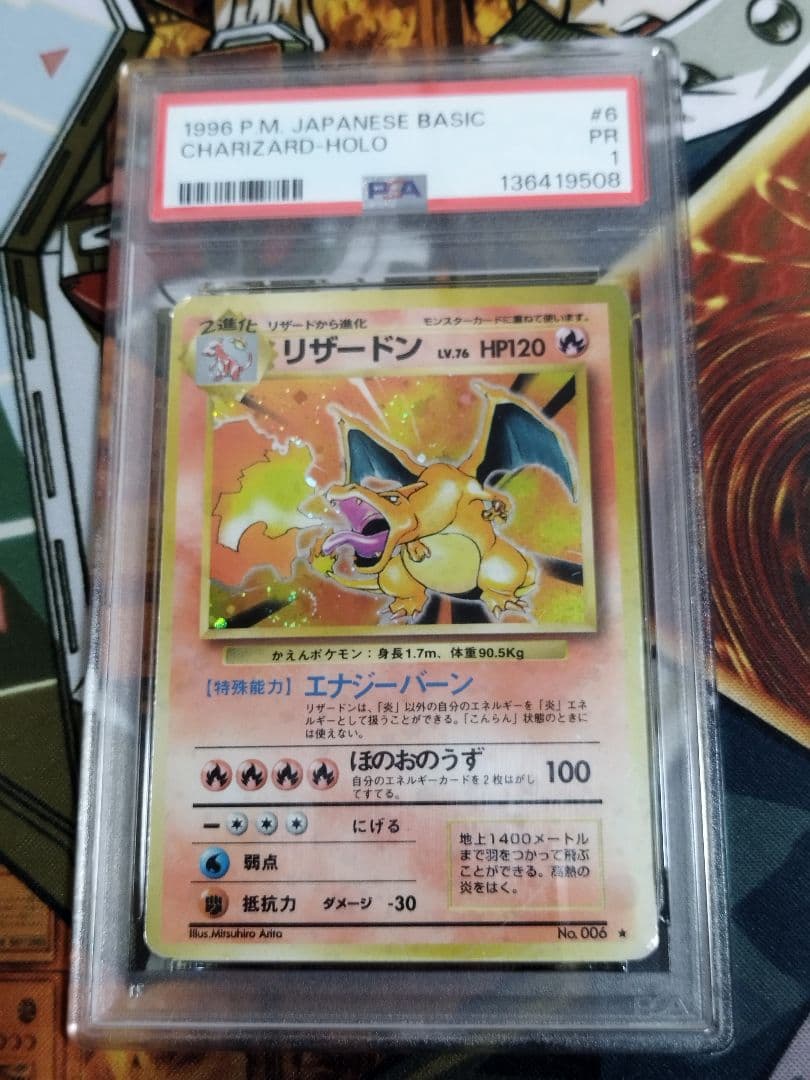 1996 P.M. JAPANESE BASIC #6
CHARIZARD-HOLO PR
1
PSA 136419508
2進化 リザードから進化 モンスターカードに重ねて使います。
リザードン LV.76 HP120
かえんポケモン：身長1.7m、体重90.5Kg
【特殊能力】エナジーバーン
リザードンは、「炎」以外の自分のエネルギーを「炎」エネ
ルギーとして扱うことができる。「こんらん」状態のときに
は使えない。
ほのおのうず 100
自分のエネルギーカードを2枚はがし
てすてる。
ー にげる
弱点
抵抗力 ダメージ -30
地上1400メートル
まで羽をつかって飛ぶ
ことができる。高熱の
炎をはく。
Illus.Mitsuhiro Arita No. 006 ★